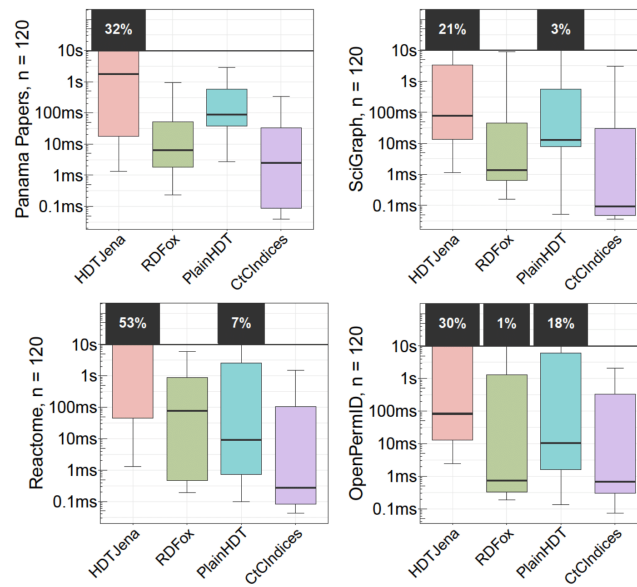 32%
10s
1s
100ms
10ms
1ms
0.1ms
Panama Papers, n = 120
HDTJena
RDFox
PlainHDT
CtCIndices
21%
3%
10s
1s
100ms
10ms
1ms
0.1ms
SciGraph, n = 120
HDTJena
RDFox
PlainHDT
CtCIndices
53%
7%
10s
1s
100ms
10ms
1ms
0.1ms
Reactome, n = 120
HDTJena
RDFox
PlainHDT
CtCIndices
30%
1%
18%
10s
1s
100ms
10ms
1ms
0.1ms
OpenPermID, n = 120
HDTJena
RDFox
PlainHDT
CtCIndices